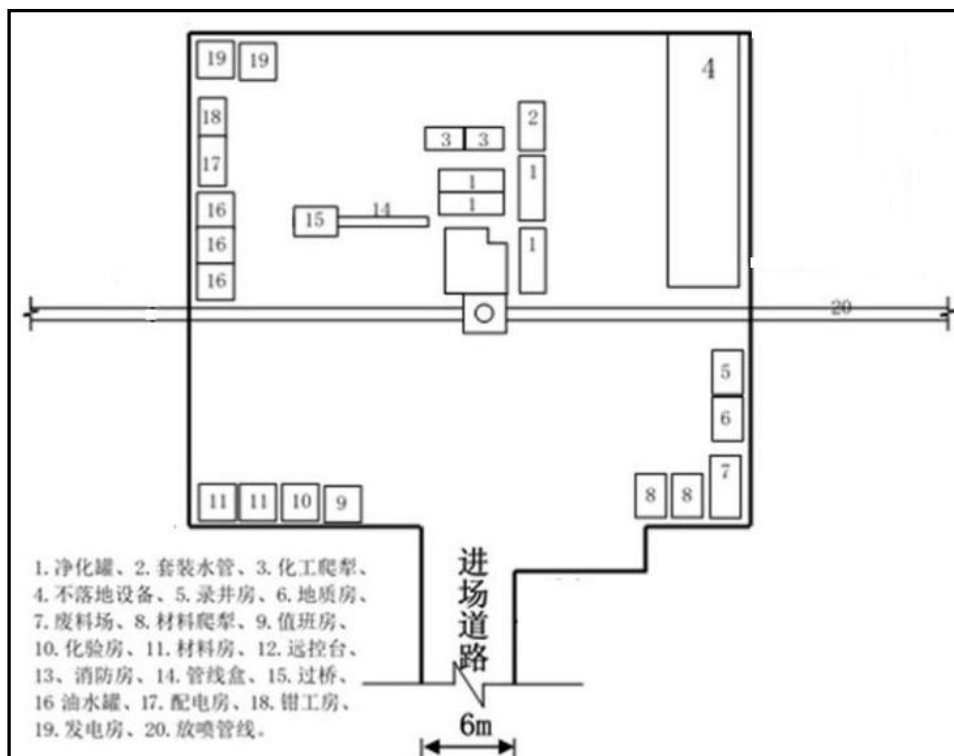 19 19
4
18
2
3 3
17
1
1
1
16
14
15
16
1
16
20
5
6
7
8 8
11 11 10 9
进场道路
1. 净化罐、2. 套装水管、3. 化工爬犁、
4. 不落地设备、5. 录井房、6. 地质房、
7. 废料场、8. 材料爬犁、9. 值班房、
10. 化验房、11. 材料房、12. 远控台、
13、消防房、14. 管线盒、15. 过桥、
16 油水罐、17. 配电房、18. 钳工房、
19. 发电房、20. 放喷管线。
6m